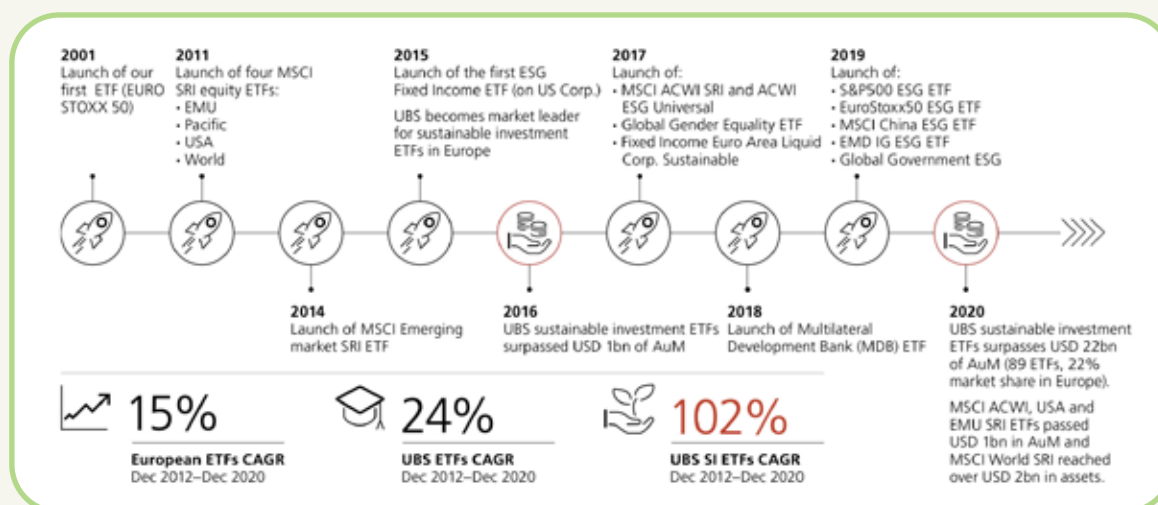 2001
Launch of our
first ETF (EURO
STOXX 50)
2011
Launch of four MSCI
SRI equity ETFs:
• EMU
• Pacific
• USA
• World
2015
Launch of the first ESG
Fixed Income ETF (on US Corp.)
UBS becomes market leader
for sustainable investment
ETFs in Europe
2017
Launch of:
• MSCI ACWI SRI and ACWI
ESG Universal
• Global Gender Equality ETF
• Fixed Income Euro Area Liquid
Corp. Sustainable
2019
Launch of:
• S&P500 ESG ETF
• EuroStoxx50 ESG ETF
• MSCI China ESG ETF
• EMD IG ESG ETF
• Global Government ESG
2014
Launch of MSCI Emerging
market SRI ETF
2016
UBS sustainable investment ETFs
surpassed USD 1bn of AuM
2018
Launch of Multilateral
Development Bank (MDB) ETF
2020
UBS sustainable investment
ETFs surpasses USD 22bn
of AuM (89 ETFs, 22%
market share in Europe).
MSCI ACWI, USA and
EMU SRI ETFs passed
USD 1bn in AuM and
MSCI World SRI reached
over USD 2bn in assets.
15%
European ETFs CAGR
Dec 2012–Dec 2020
24%
UBS ETFs CAGR
Dec 2012–Dec 2020
102%
UBS SI ETFs CAGR
Dec 2012–Dec 2020